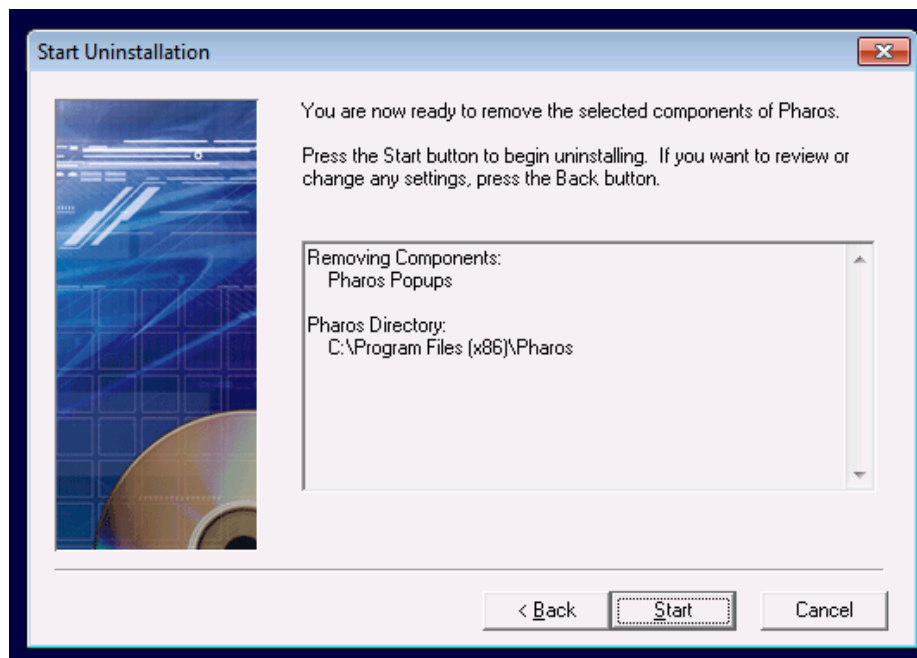 Start Uninstallation
You are now ready to remove the selected components of Pharos.
Press the Start button to begin uninstalling.  If you want to review or
change any settings, press the Back button.
Removing Components:
Pharos Popups
Pharos Directory:
C:\Program Files (x86)\Pharos
< Back
Start
Cancel